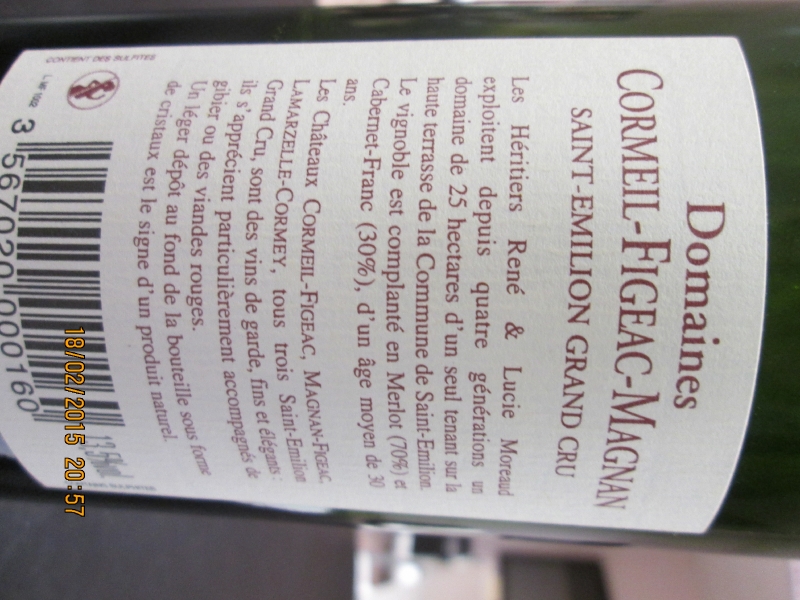 Domaines
CORMEIL-FIGEAC-MAGNAN
SAINT-EMILION GRAND CRU
Les Héritiers René & Lucie Moreaud
exploitent depuis quatre générations un
domaine de 25 hectares d'un seul tenant sur la
haute terrasse de la Commune de Saint-Emilion.
Le vignoble est complanté en Merlot (70%) et
Cabernet-Franc (30%), d'un âge moyen de 30
ans.
Les Châteaux CORMEIL-FIGEAC, MAGNAN-FIGEAC,
LAMARZELLE-CORMEY, tous trois Saint-Emilion
Grand Cru, sont des vins de garde, fins et élégants ;
ils s'apprécient particulièrement accompagnés de
gibier ou des viandes rouges.
Un léger dépôt au fond de la bouteille sous forme
de cristaux est le signe d'un produit naturel.
CONTIENT DES SULFITES
3 567020 000160
13,5%vol
18/02/2015 20:57